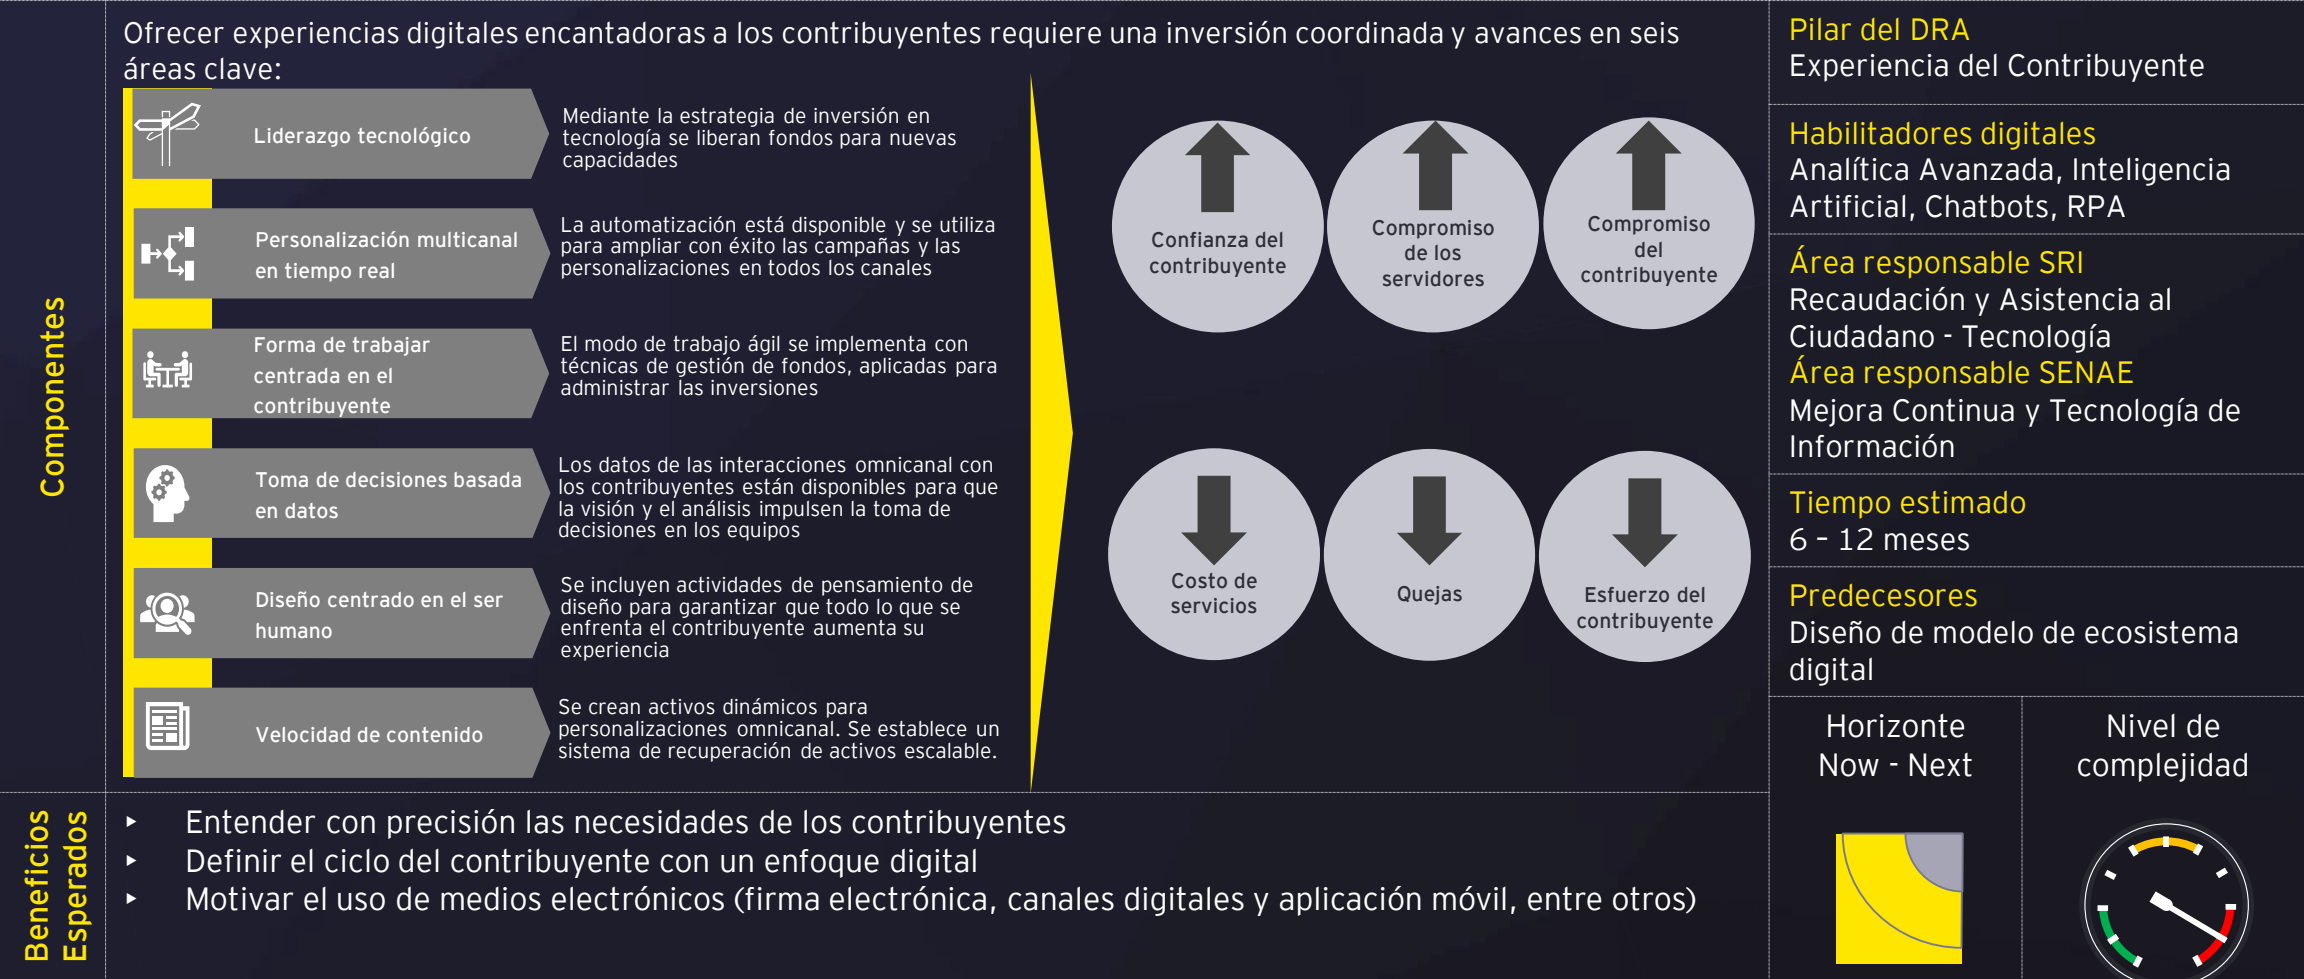 Ofrecer experiencias digitales encantadoras a los contribuyentes requiere una inversión coordinada y avances en seis
áreas clave:
Componentes
Liderazgo tecnológico
Mediante la estrategia de inversión en
tecnología se liberan fondos para nuevas
capacidades
Personalización multicanal
en tiempo real
La automatización está disponible y se utiliza
para ampliar con éxito las campañas y las
personalizaciones en todos los canales
Forma de trabajar
centrada en el
contribuyente
El modo de trabajo ágil se implementa con
técnicas de gestión de fondos, aplicadas para
administrar las inversiones
Toma de decisiones basada
en datos
Los datos de las interacciones omnicanal con
los contribuyentes están disponibles para que
la visión y el análisis impulsen la toma de
decisiones en los equipos
Diseño centrado en el ser
humano
Se incluyen actividades de pensamiento de
diseño para garantizar que todo lo que se
enfrenta el contribuyente aumenta su
experiencia
Velocidad de contenido
Se crean activos dinámicos para
personalizaciones omnicanal. Se establece un
sistema de recuperación de activos escalable.
Confianza del
contribuyente
Compromiso
de los
servidores
Compromiso
del
contribuyente
Costo de
servicios
Quejas
Esfuerzo del
contribuyente
Beneficios
Esperados
▸ Entender con precisión las necesidades de los contribuyentes
▸ Definir el ciclo del contribuyente con un enfoque digital
▸ Motivar el uso de medios electrónicos (firma electrónica, canales digitales y aplicación móvil, entre otros)
Pilar del DRA
Experiencia del Contribuyente
Habilitadores digitales
Analítica Avanzada, Inteligencia
Artificial, Chatbots, RPA
Área responsable SRI
Recaudación y Asistencia al
Ciudadano - Tecnología
Área responsable SENAE
Mejora Continua y Tecnología de
Información
Tiempo estimado
6 – 12 meses
Predecesores
Diseño de modelo de ecosistema
digital
Horizonte
Now - Next
Nivel de
complejidad